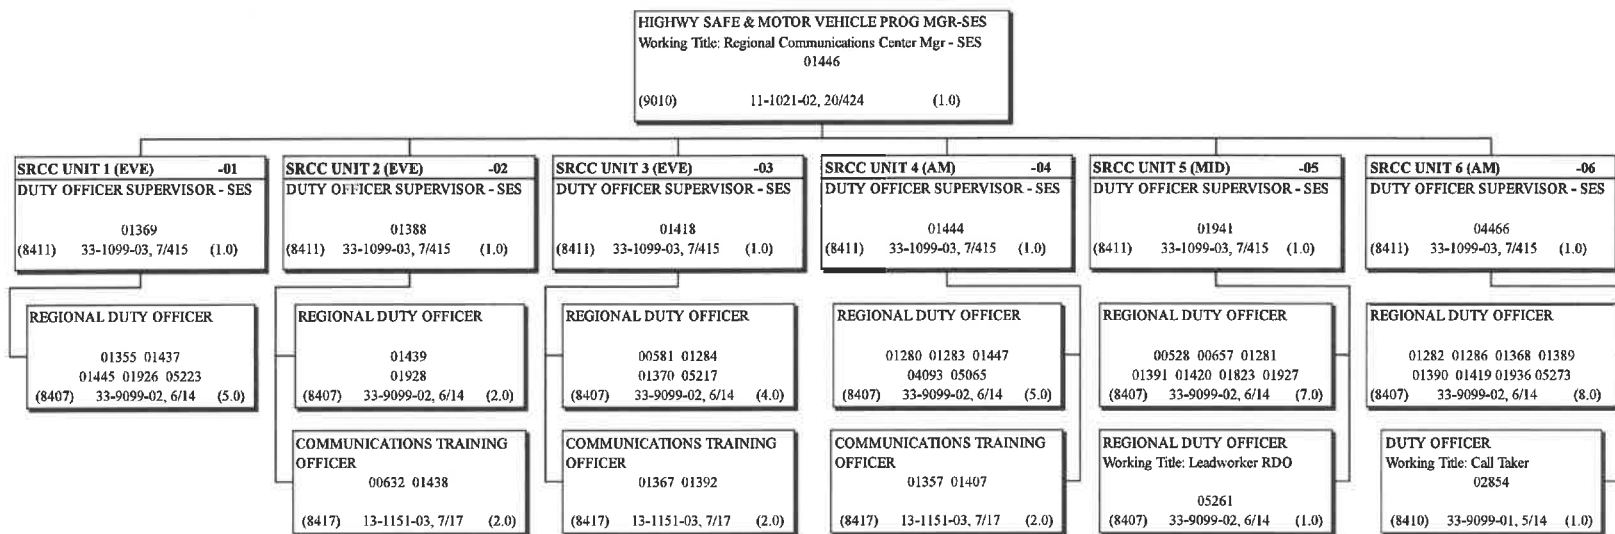 HIGHWY SAFE & MOTOR VEHICLE PROG MGR-SES
Working Title: Regional Communications Center Mgr - SES
01446
(9010) 11-1021-02, 20/424 (1.0)
SRCC UNIT 1 (EVE) -01
DUTY OFFICER SUPERVISOR - SES
01369
(8411) 33-1099-03, 7/415 (1.0)
REGIONAL DUTY OFFICER
01355 01437
01445 01926 05223
(8407) 33-9099-02, 6/14 (5.0)
SRCC UNIT 2 (EVE) -02
DUTY OFFICER SUPERVISOR - SES
01388
(8411) 33-1099-03, 7/415 (1.0)
REGIONAL DUTY OFFICER
01439
01928
(8407) 33-9099-02, 6/14 (2.0)
COMMUNICATIONS TRAINING
OFFICER
00632 01438
(8417) 13-1151-03, 7/17 (2.0)
SRCC UNIT 3 (EVE) -03
DUTY OFFICER SUPERVISOR - SES
01418
(8411) 33-1099-03, 7/415 (1.0)
REGIONAL DUTY OFFICER
00581 01284
01370 05217
(8407) 33-9099-02, 6/14 (4.0)
COMMUNICATIONS TRAINING
OFFICER
01367 01392
(8417) 13-1151-03, 7/17 (2.0)
SRCC UNIT 4 (AM) -04
DUTY OFFICER SUPERVISOR - SES
01444
(8411) 33-1099-03, 7/415 (1.0)
REGIONAL DUTY OFFICER
01280 01283 01447
04093 05065
(8407) 33-9099-02, 6/14 (5.0)
COMMUNICATIONS TRAINING
OFFICER
01357 01407
(8417) 13-1151-03, 7/17 (2.0)
SRCC UNIT 5 (MID) -05
DUTY OFFICER SUPERVISOR - SES
01941
(8411) 33-1099-03, 7/415 (1.0)
REGIONAL DUTY OFFICER
00528 00657 01281
01391 01420 01823 01927
(8407) 33-9099-02, 6/14 (7.0)
REGIONAL DUTY OFFICER
Working Title: Leadworker RDO
05261
(8407) 33-9099-02, 6/14 (1.0)
SRCC UNIT 6 (AM) -06
DUTY OFFICER SUPERVISOR - SES
04466
(8411) 33-1099-03, 7/415 (1.0)
REGIONAL DUTY OFFICER
01282 01286 01368 01389
01390 01419 01936 05273
(8407) 33-9099-02, 6/14 (8.0)
DUTY OFFICER
Working Title: Call Taker
02854
(8410) 33-9099-01, 5/14 (1.0)